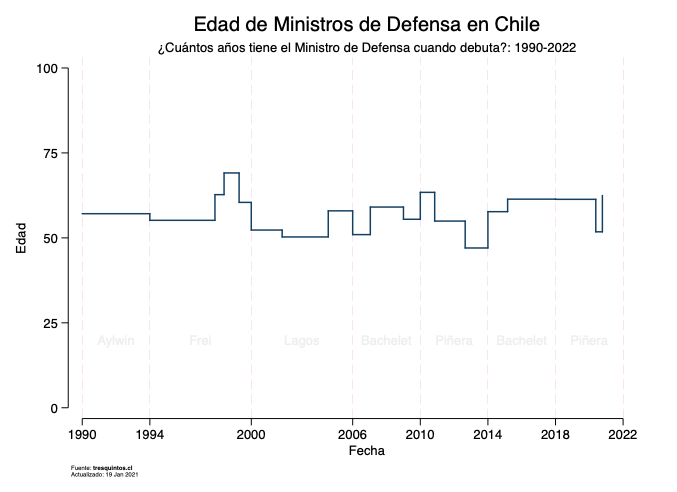 Edad de Ministros de Defensa en Chile
¿Cuántos años tiene el Ministro de Defensa cuando debuta?: 1990-2022
100
75
50
25
0
Edad
Aylwin Frei Lagos Bachelet Piñera Bachelet Piñera
1990 1994 2000 2006 2010 2014 2018 2022
Fecha
Fuente: tresquintos.cl
Actualizado: 19 Jan 2021